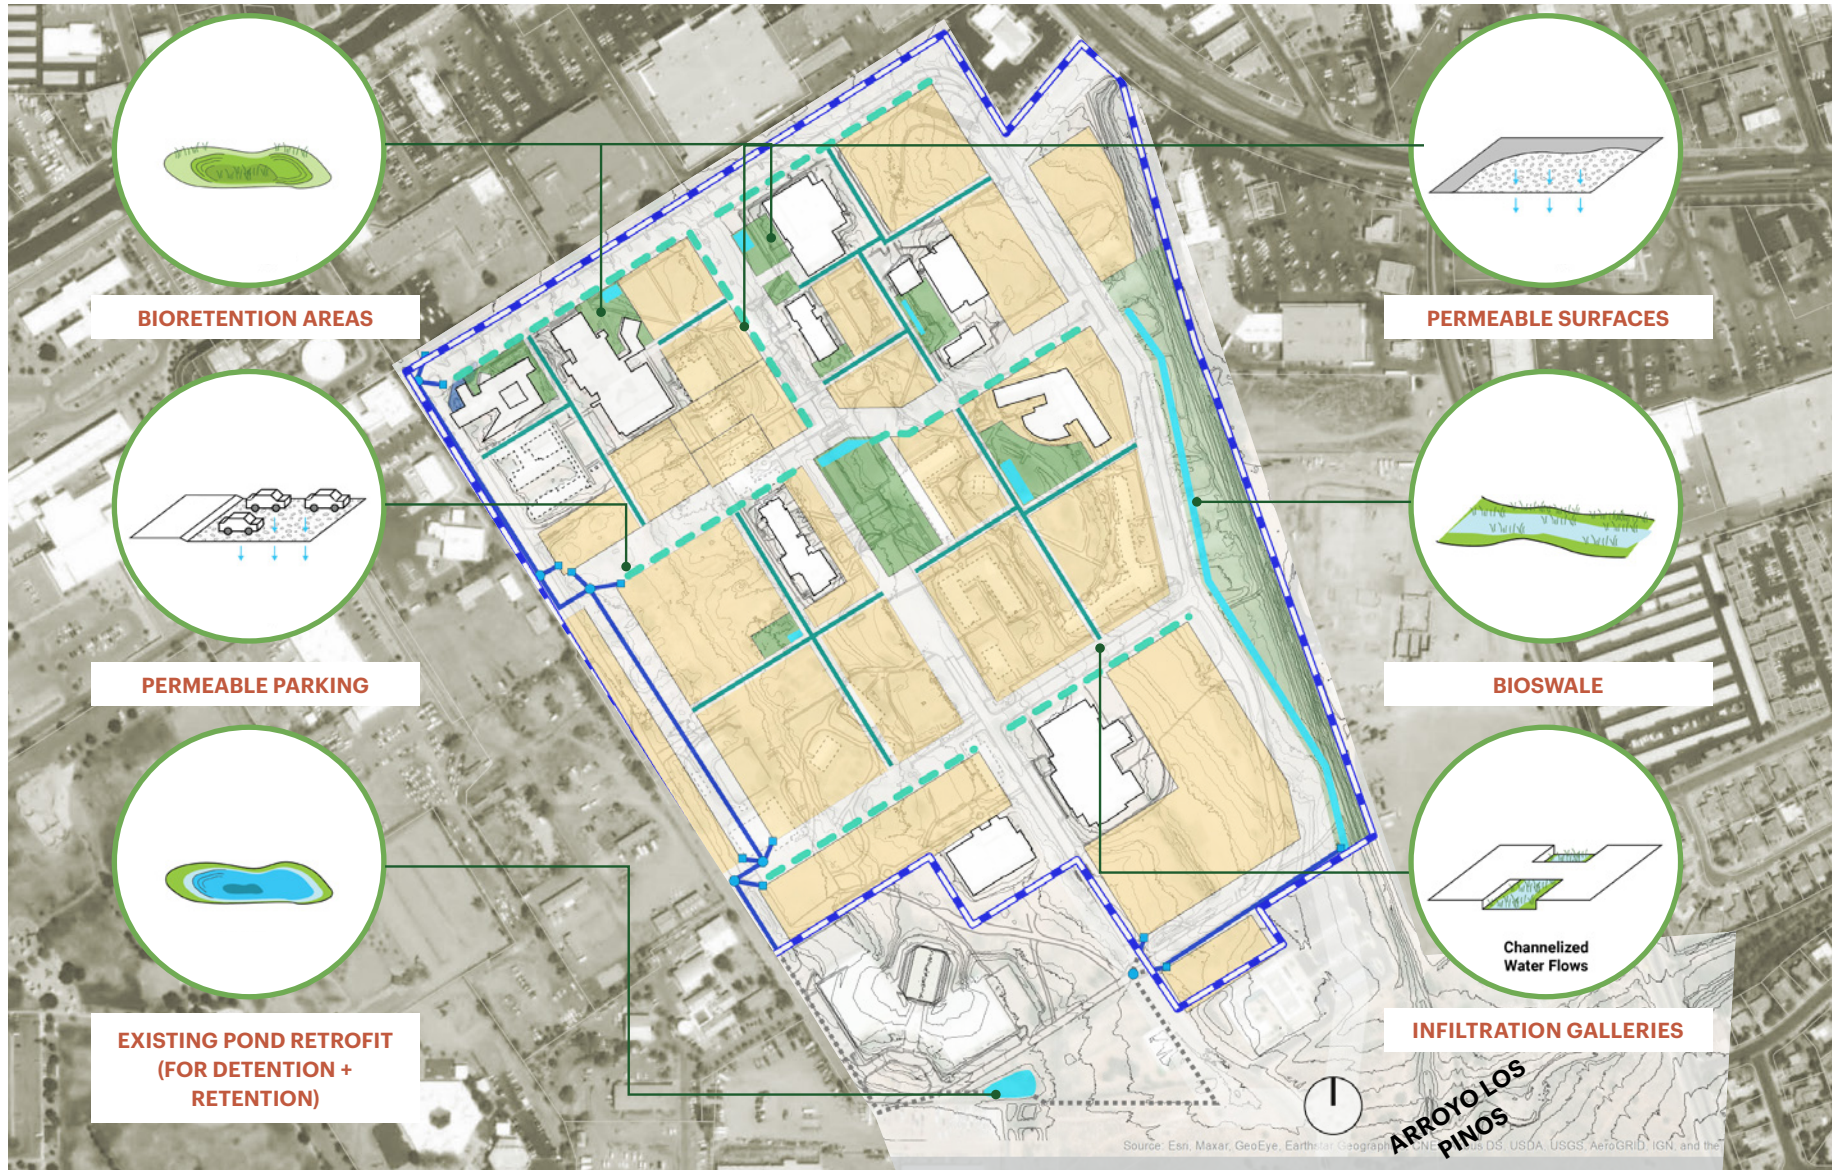 BIORETENTION AREAS
PERMEABLE SURFACES
PERMEABLE PARKING
BIOSWALE
EXISTING POND RETROFIT
(FOR DETENTION +
RETENTION)
Channelized
Water Flows
INFILTRATION GALLERIES
ARROYO LOS
PINOS
Source: Esri, Maxar, GeoEye, Earthstar Geographics, DS, USDA, USGS, AeroGRID, IGN, and the